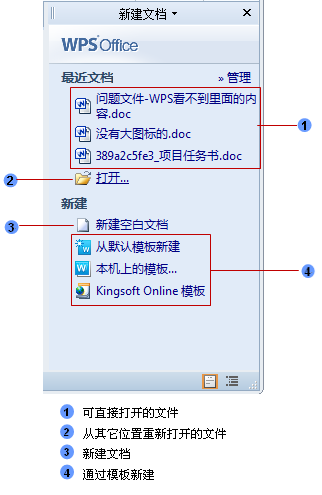 新建文档
WPS Office
最近文档 » 管理
问题文件-WPS看不到里面的内
容.doc
没有大图标的.doc
389a2c5fe3_项目任务书.doc
1
2
打开...
新建
3
新建空白文档
从默认模板新建
本机上的模板...
4
Kingsoft Online 模板
1 可直接打开的文件
2 从其它位置重新打开的文件
3 新建文档
4 通过模板新建